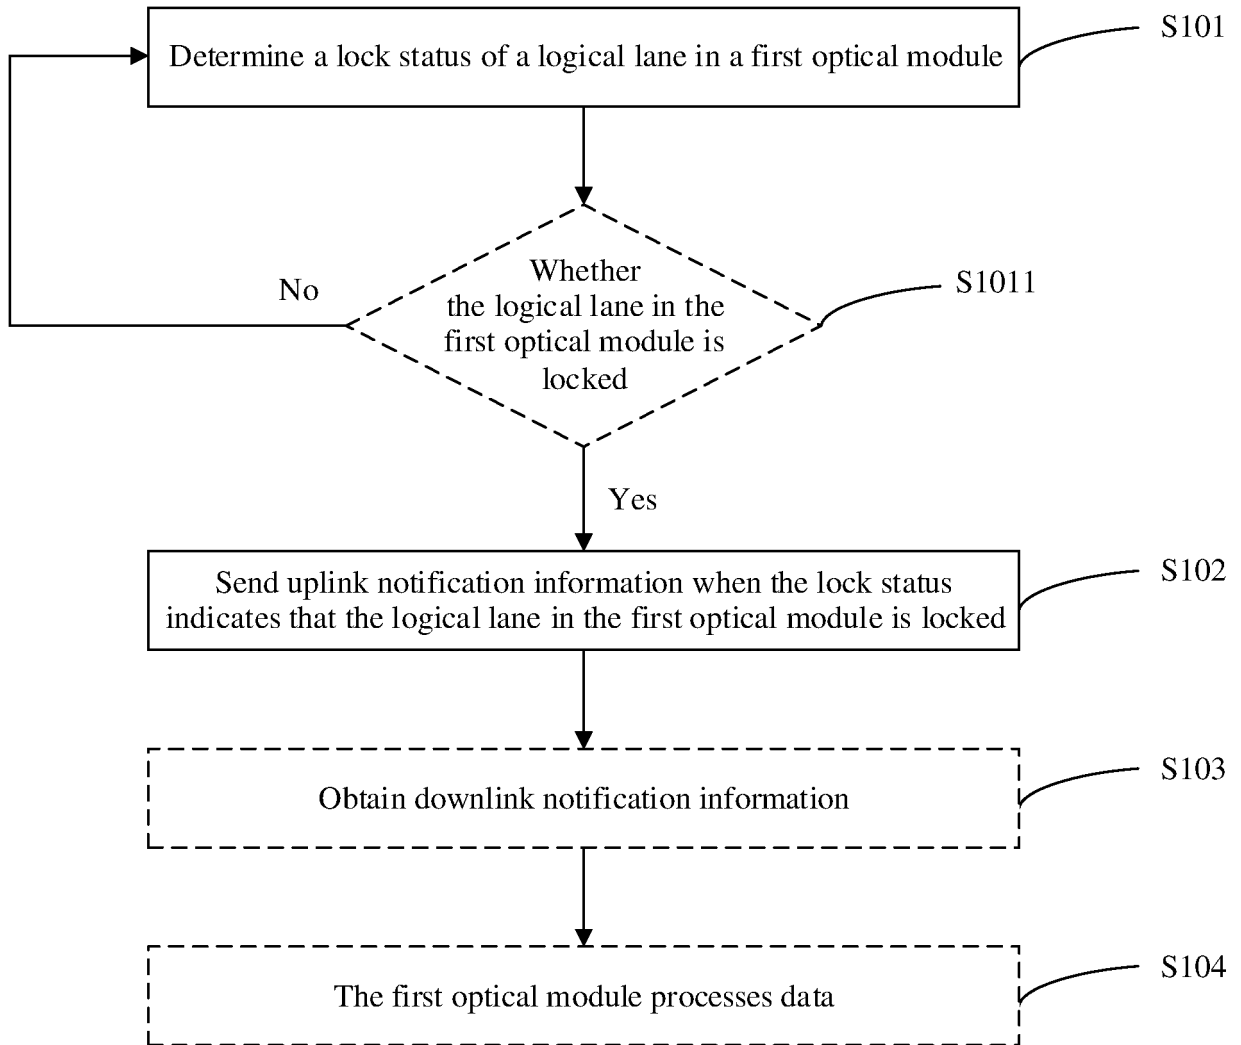 Determine a lock status of a logical lane in a first optical module
S101
Whether
the logical lane in the
first optical module is
locked
S1011
No
Yes
Send uplink notification information when the lock status
indicates that the logical lane in the first optical module is locked
S102
Obtain downlink notification information
S103
The first optical module processes data
S104